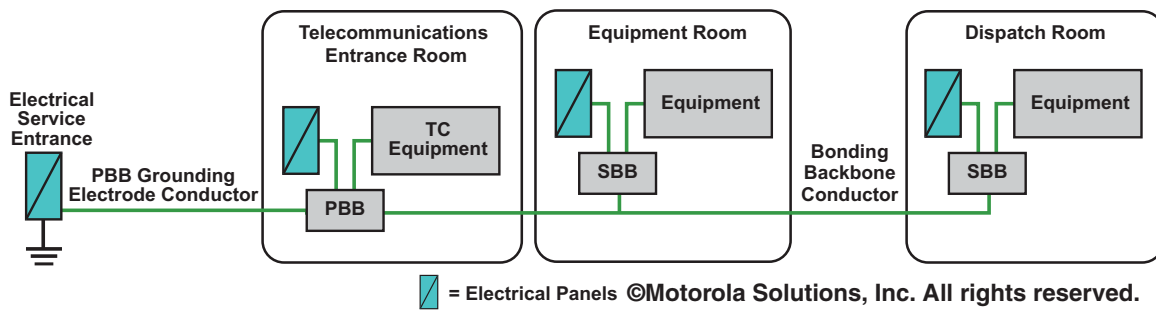 Telecommunications
Entrance Room
Equipment Room
Dispatch Room
Electrical
Service
Entrance
TC
Equipment
Equipment
Equipment
PBB Grounding
Electrode Conductor
PBB
SBB
Bonding
Backbone
Conductor
SBB
= Electrical Panels ©Motorola Solutions, Inc. All rights reserved.